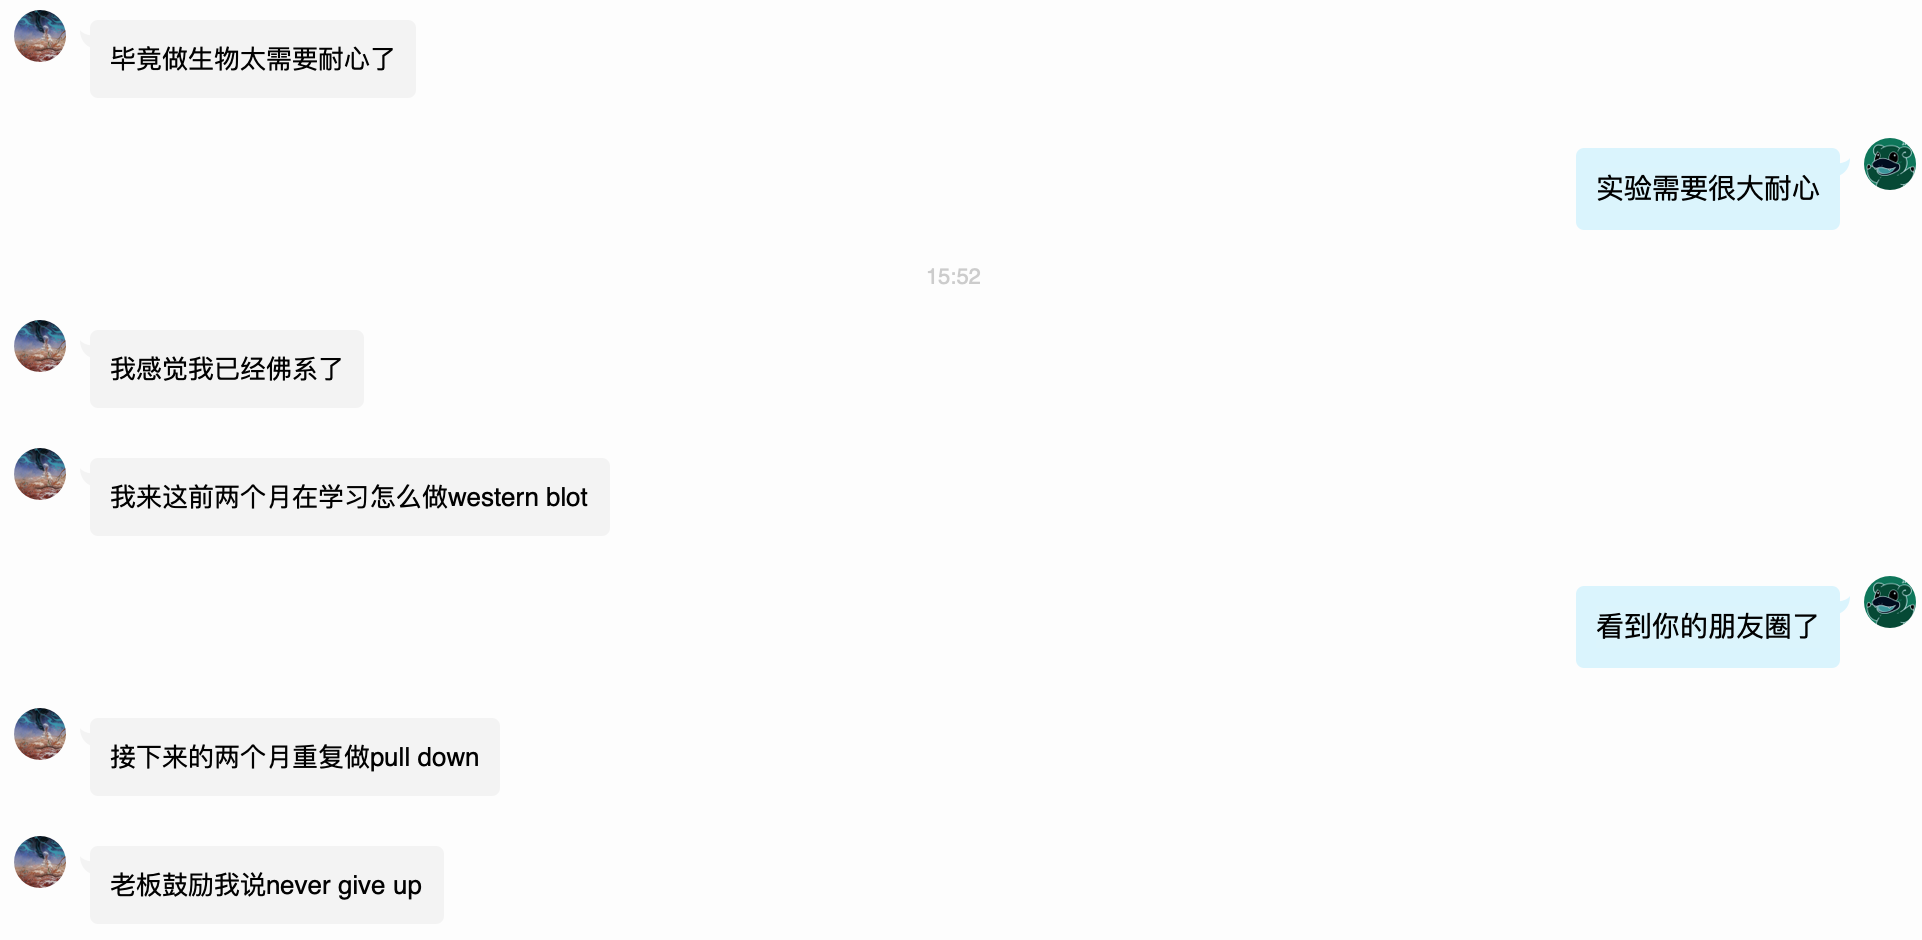 毕竟做生物太需要耐心了
实验需要很大耐心
15:52
我感觉我已经佛系了
我来这前两个月在学习怎么做western blot
看到你的朋友圈了
接下来的两个月重复做pull down
老板鼓励我说never give up